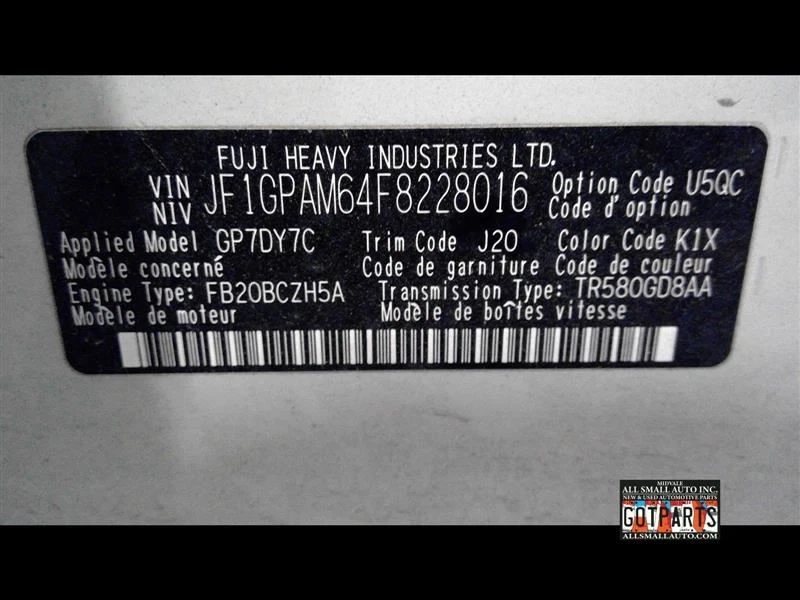 FUJI HEAVY INDUSTRIES LTD.
VIN NIV JF1GPAM64F8228016 Option Code U5QC
Code d'option
Applied Model GP7DY7C Trim Code J20 Color Code K1X
Modèle concerné Code de garniture Code de couleur
Engine Type: FB20BCZH5A Transmission Type: TR580GD8AA
Modèle de moteur Modèle de boîtes vitesse
MIDVALE
ALL SMALL AUTO INC.
NEW & USED AUTOMOTIVE PARTS
GOTPARTS
ALLSMALLAUTO.COM